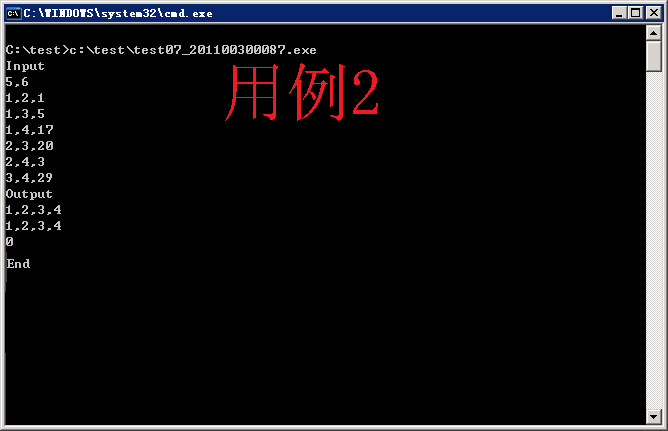 C:\WINDOWS\system32\cmd.exe
C:\test>c:\test\test07_201100300087.exe
Input
用例2
5,6
1,2,1
1,3,5
1,4,17
2,3,20
2,4,3
3,4,29
Output
1,2,3,4
1,2,3,4
0
End